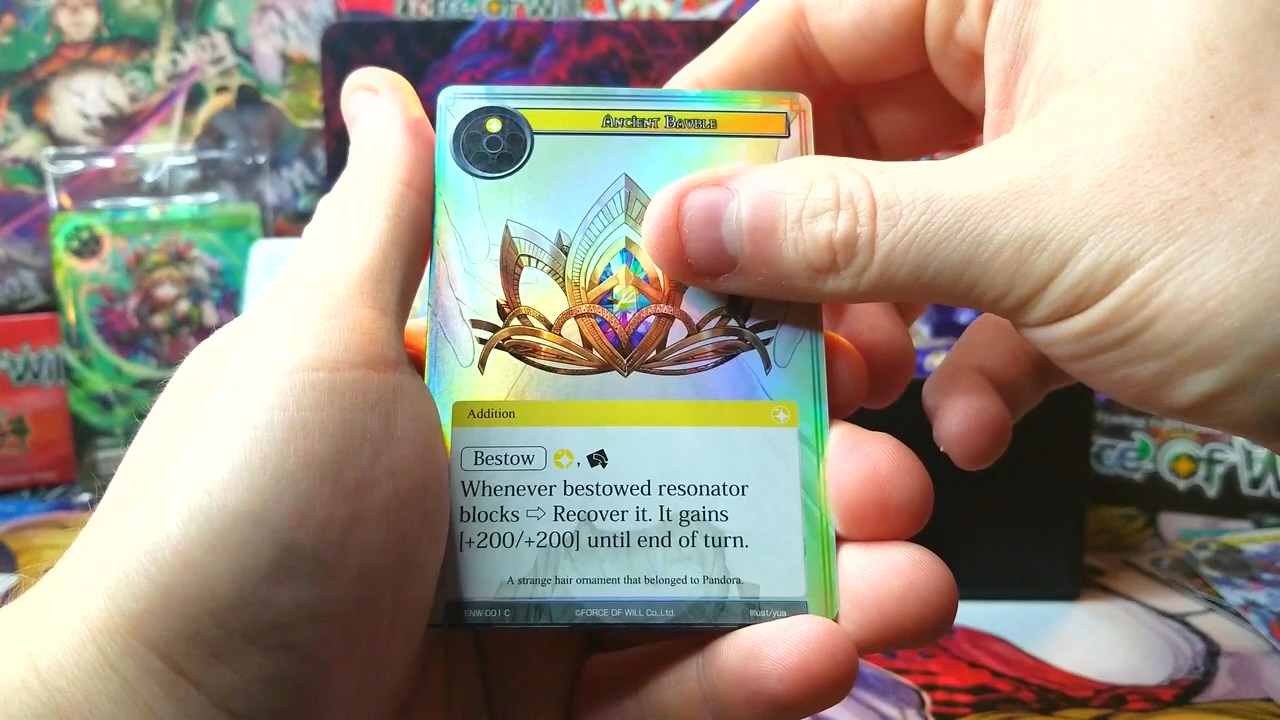 Ancient Bauble
Addition
Bestow ,
Whenever bestowed resonator
blocks ⇨ Recover it. It gains
[+200/+200] until end of turn.
A strange hair ornament that belonged to Pandora.
SNW-001 C ©FORCE OF WILL Co.,Ltd. Illust/yua